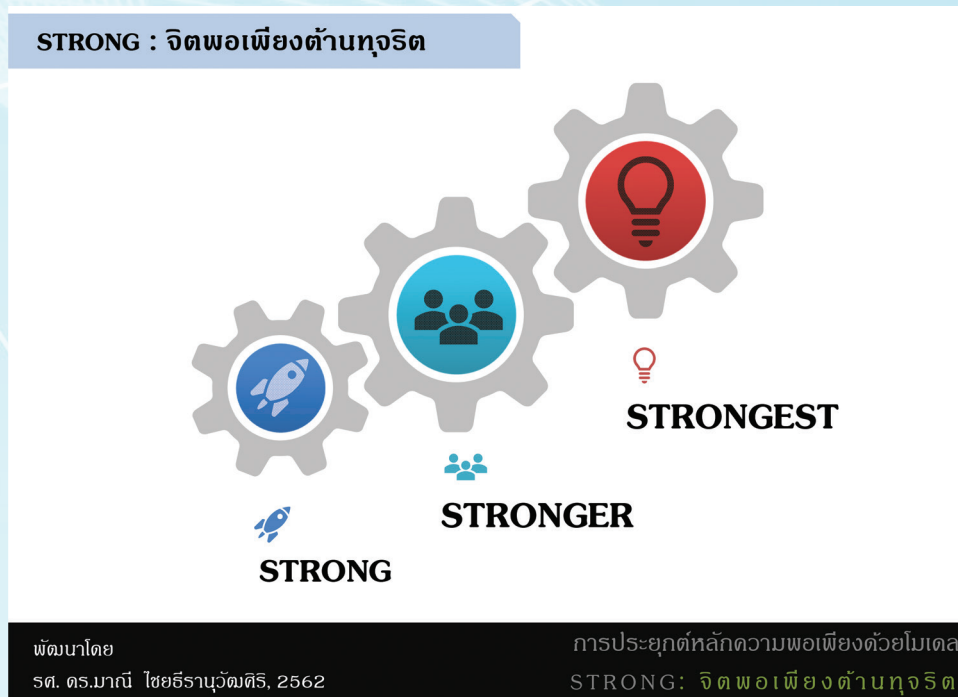 STRONG : จิตพอเพียงต้านทุจริต
STRONGEST
STRONGER
STRONG
พัฒนาโดย
รศ. ดร.มาณี ไชยธีรานุวัฒศิริ, 2562
การประยุกต์หลักความพอเพียงด้วยโมเดล
STRONG: จิตพอเพียงต้านทุจริต